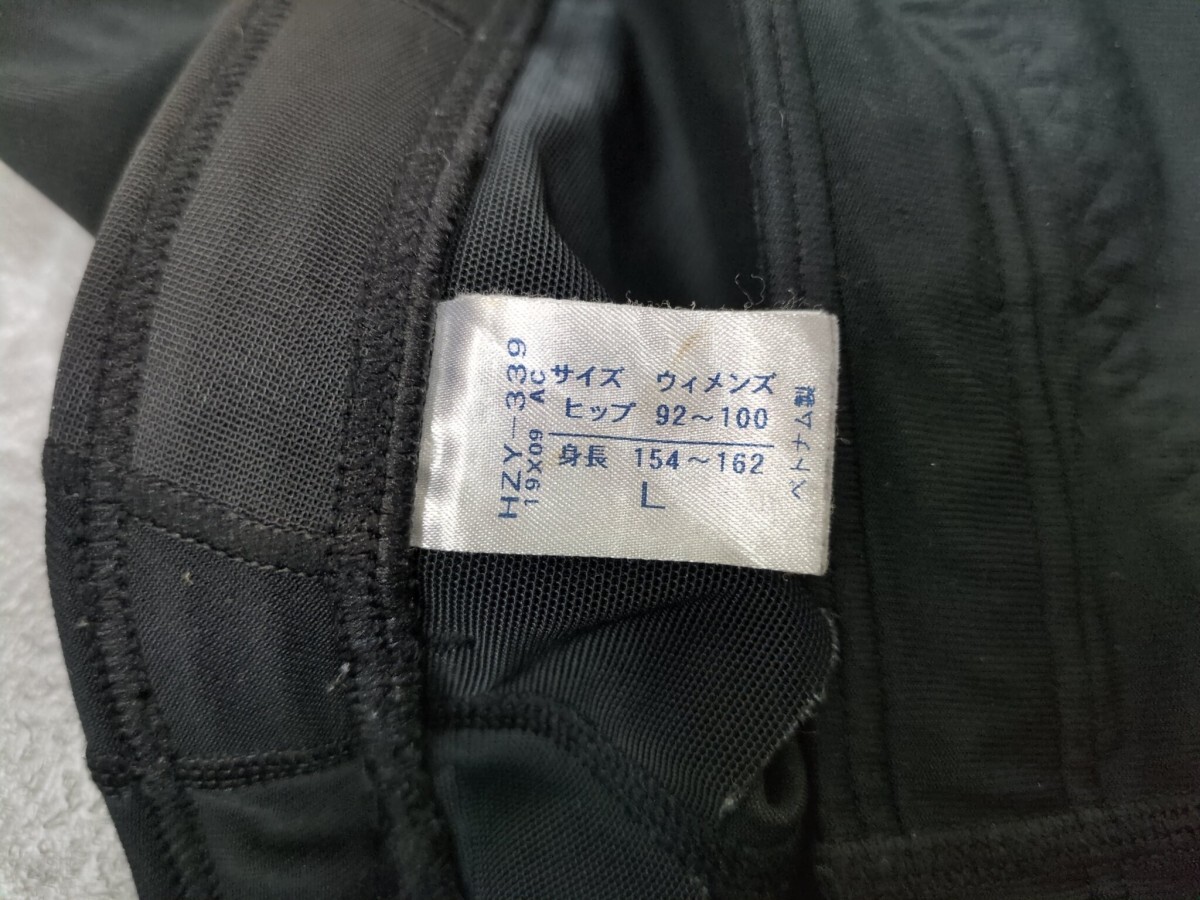 HZY-339
19X09 AC
サイズ ウィメンズ
ヒップ 92〜100
身長 154〜162
L
ベトナム製